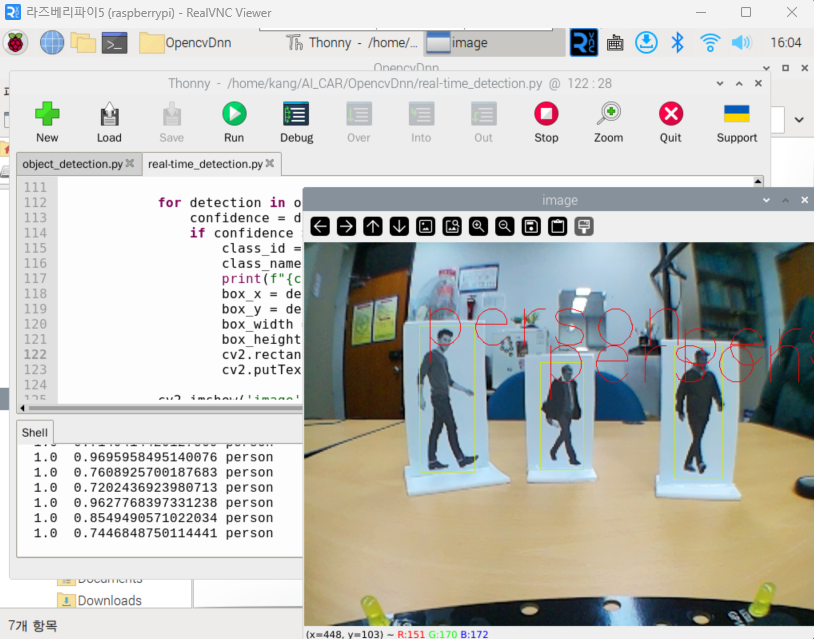 라즈베리파이5 (raspberrypi) - RealVNC Viewer
OpencvDnn
Thonny - /home/...
image
16:04
OpencvDnn
Thonny - /home/kang/AI_CAR/OpencvDnn/real-time_detection.py @ 122 : 28
New Load Save Run Debug Over Into Out Stop Zoom Quit Support
object_detection.py
real-time_detection.py
111
112 for detection in o
113 confidence = d
114 if confidence
115 class_id =
116 class_name
117 print(f"{c
118 box_x = de
119 box_y = de
120 box_width
121 box_height
122 cv2.rectan
123 cv2.putTex
124
125 cv2.imshow('image'
image
person
person
person
Shell
1.0 0.9695958495140076 person
1.0 0.7608925700187683 person
1.0 0.7202436923980713 person
1.0 0.9627768397331238 person
1.0 0.8549490571022034 person
1.0 0.7446848750114441 person
Documents
Downloads
7개 항목
(x=448, y=103) ~ R:151 G:170 B:172